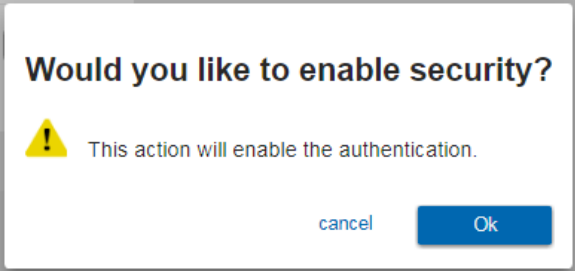 Would you like to enable security?
This action will enable the authentication.
cancel
Ok